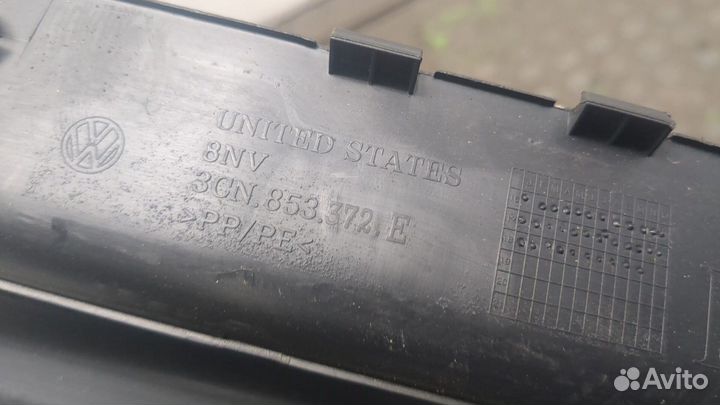 UNITED STATES
8NV
3CN.853.372.E
>PP/PE<
Avito